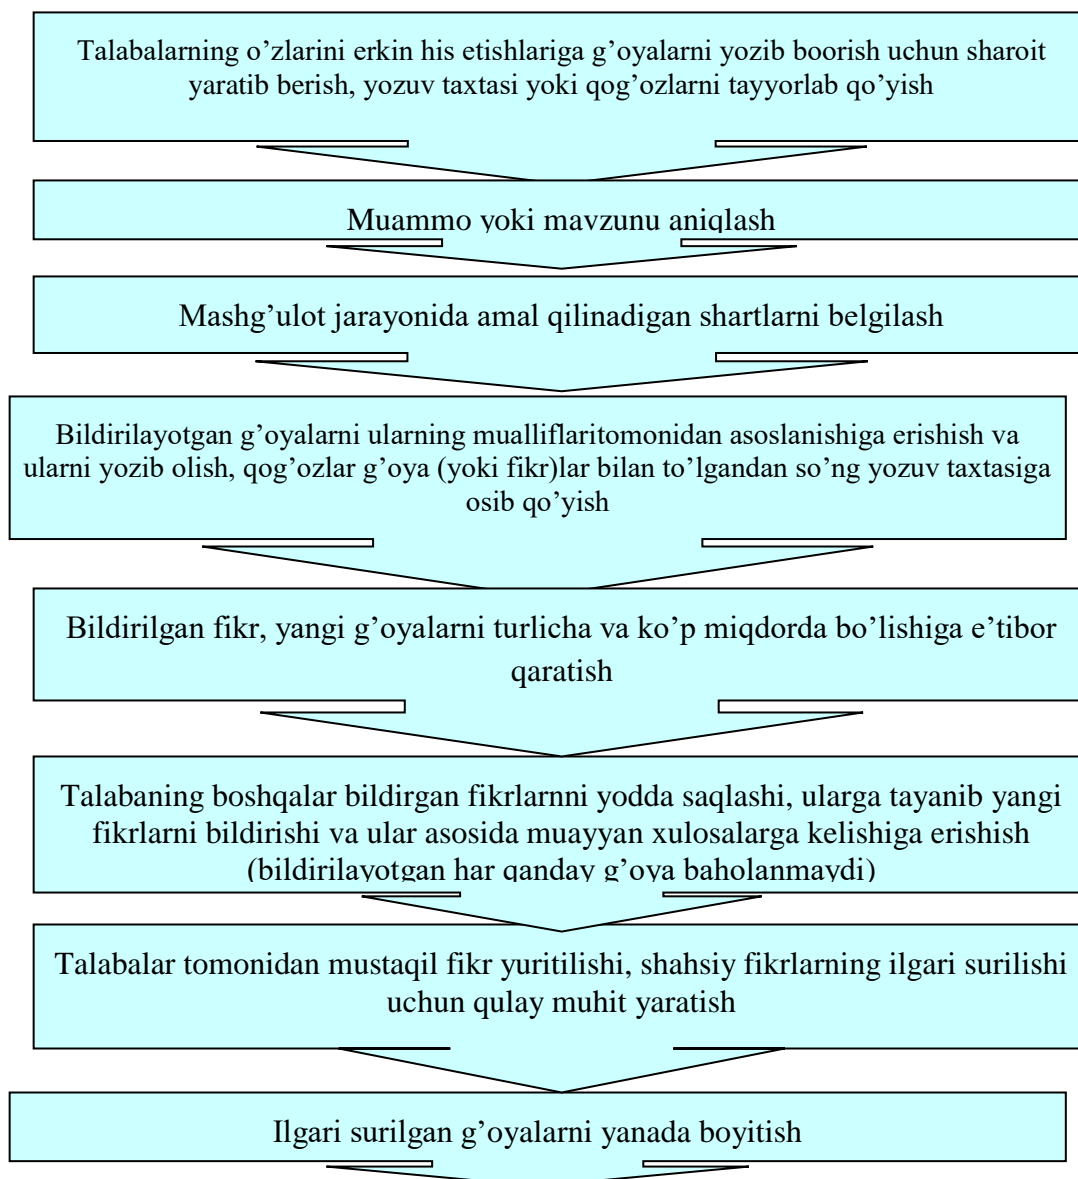 Talabalarning o’zlarini erkin his etishlariga g’oyalarni yozib boorish uchun sharoit
yaratib berish, yozuv taxtasi yoki qog’ozlarni tayyorlab qo’yish
Muammo yoki mavzunu aniqlash
Mashg’ulot jarayonida amal qilinadigan shartlarni belgilash
Bildirilayotgan g’oyalarni ularning mualliflaritomonidan asoslanishiga erishish va
ularni yozib olish, qog’ozlar g’oya (yoki fikr)lar bilan to’lgandan so’ng yozuv taxtasiga
osib qo’yish
Bildirilgan fikr, yangi g’oyalarni turlicha va ko’p miqdorda bo’lishiga e’tibor
qaratish
Talabaning boshqalar bildirgan fikrlarnni yodda saqlashi, ularga tayanib yangi
fikrlarni bildirishi va ular asosida muayyan xulosalarga kelishiga erishish
(bildirilayotgan har qanday g’oya baholanmaydi)
Talabalar tomonidan mustaqil fikr yuritilishi, shahsiy fikrlarning ilgari surilishi
uchun qulay muhit yaratish
Ilgari surilgan g’oyalarni yanada boyitish